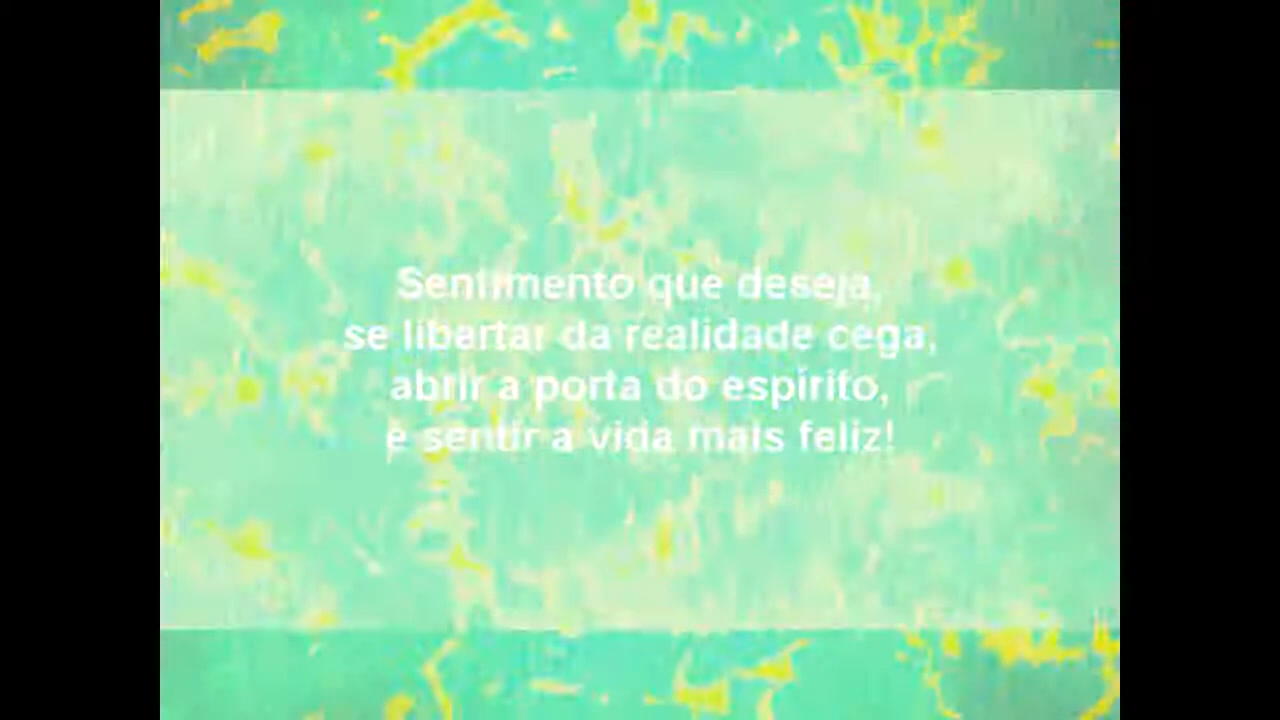 Sentimento que deseja,
se libertar da realidade cega,
abrir a porta do espírito,
e sentir a vida mais feliz!